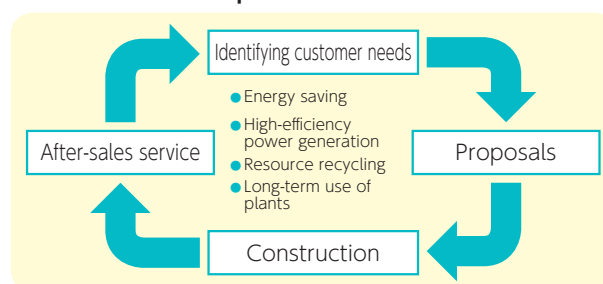 Identifying customer needs
● Energy saving
● High-efficiency
power generation
● Resource recycling
● Long-term use of
plants
After-sales service
Proposals
Construction